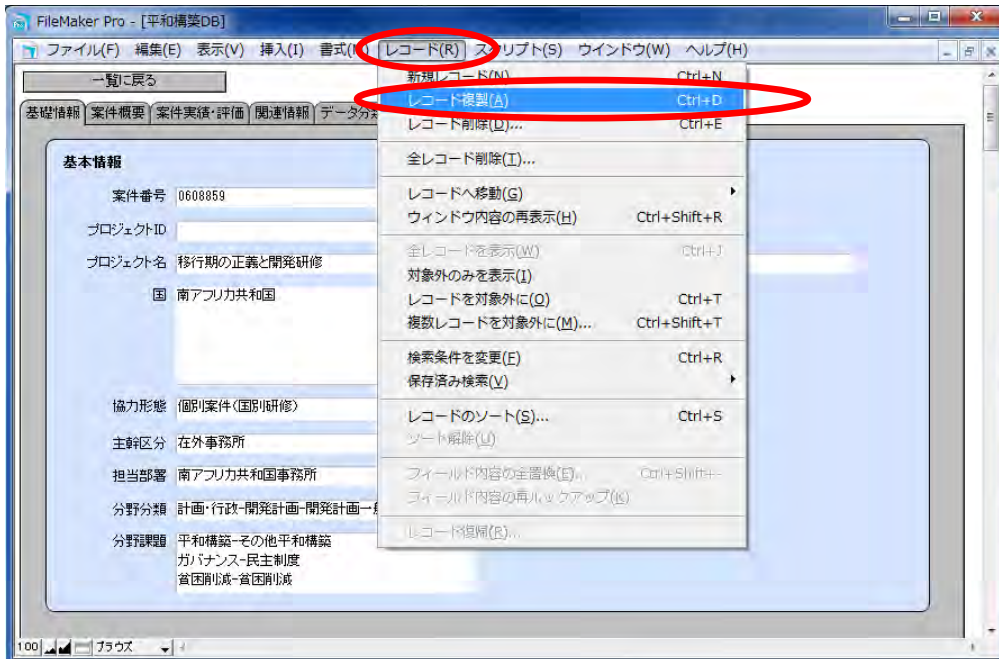 FileMaker Pro - [平和構築DB]
ファイル(F) 編集(E) 表示(V) 挿入(I) 書式(M) レコード(R) スクリプト(S) ウインドウ(W) ヘルプ(H)
一覧に戻る
基礎情報 案件概要 案件実績・評価 関連情報 データ分類
新規レコード(N) Ctrl+N
レコード複製(A) Ctrl+D
レコード削除(D)... Ctrl+E
全レコード削除(T)...
レコードへ移動(G)
ウィンドウ内容の再表示(H) Ctrl+Shift+R
全レコードを表示(W) Ctrl+J
対象外のみを表示(I)
レコードを対象外に(O) Ctrl+T
複数レコードを対象外に(M)... Ctrl+Shift+T
検索条件を変更(F) Ctrl+R
保存済み検索(V)
レコードのソート(S)... Ctrl+S
ソート解除(U)
フィールド内容の全置換(E)... Ctrl+Shift+-
フィールド内容の再ルックアップ(K)
レコード復帰(R)...
基本情報
案件番号 0608859
プロジェクトID
プロジェクト名 移行期の正義と開発研修
国 南アフリカ共和国
協力形態 個別案件(国別研修)
主幹区分 在外事務所
担当部署 南アフリカ共和国事務所
分野分類 計画・行政-開発計画-開発計画一般
分野課題 平和構築-その他平和構築
ガバナンス-民主制度
貧困削減-貧困削減
100 ブラウズ